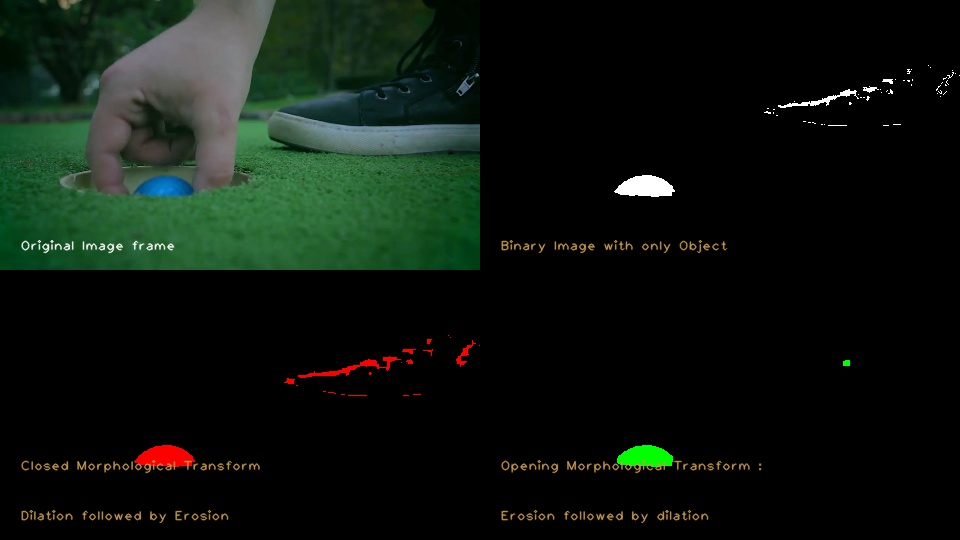 Original Image frame
Binary Image with only Object
Closed Morphological Transform
Dilation followed by Erosion
Opening Morphological Transform :
Erosion followed by dilation